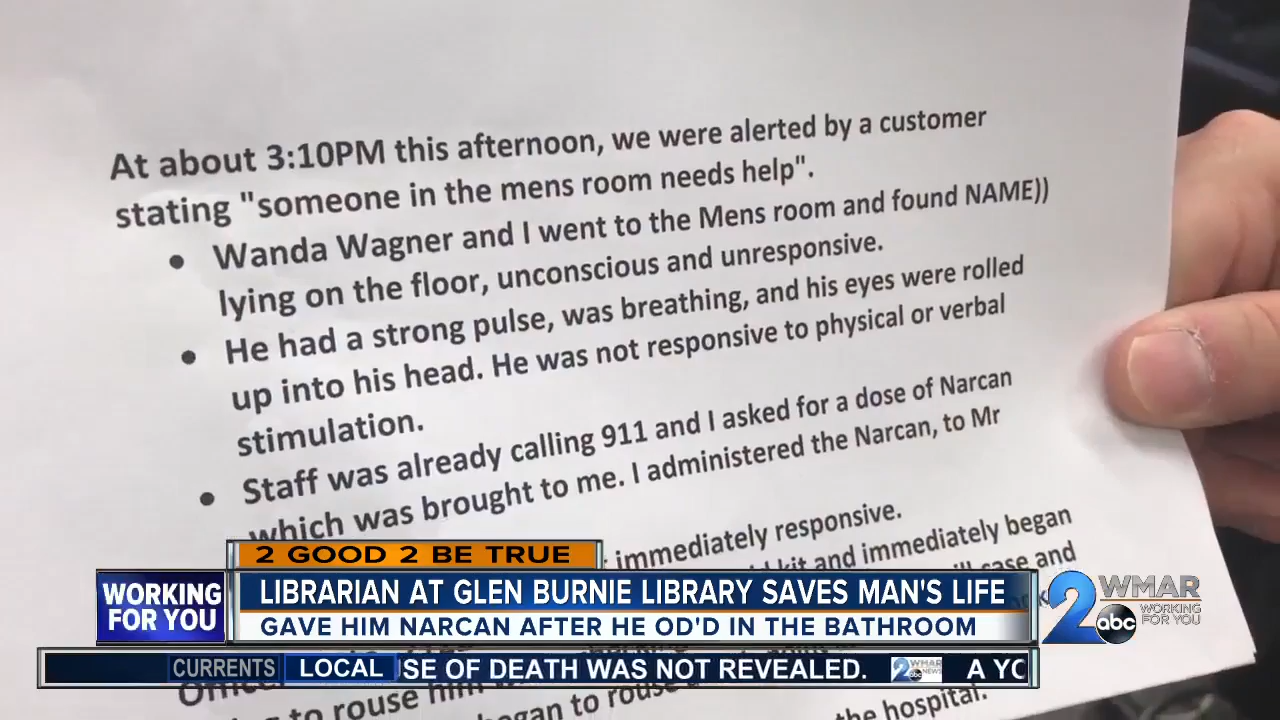 At about 3:10PM this afternoon, we were alerted by a customer
stating "someone in the mens room needs help".
• Wanda Wagner and I went to the Mens room and found NAME))
lying on the floor, unconscious and unresponsive.
• He had a strong pulse, was breathing, and his eyes were rolled
up into his head. He was not responsive to physical or verbal
stimulation.
• Staff was already calling 911 and I asked for a dose of Narcan
which was brought to me. I administered the Narcan, to Mr
immediately responsive.
kit and immediately began
case and
2 GOOD 2 BE TRUE
WORKING
FOR YOU
LIBRARIAN AT GLEN BURNIE LIBRARY SAVES MAN'S LIFE
GAVE HIM NARCAN AFTER HE OD'D IN THE BATHROOM
2 WMAR
abc WORKING
FOR YOU
CURRENTS LOCAL SE OF DEATH WAS NOT REVEALED. 2 WMAR NEWS A YO
to rouse him
began to rouse
the hospital.